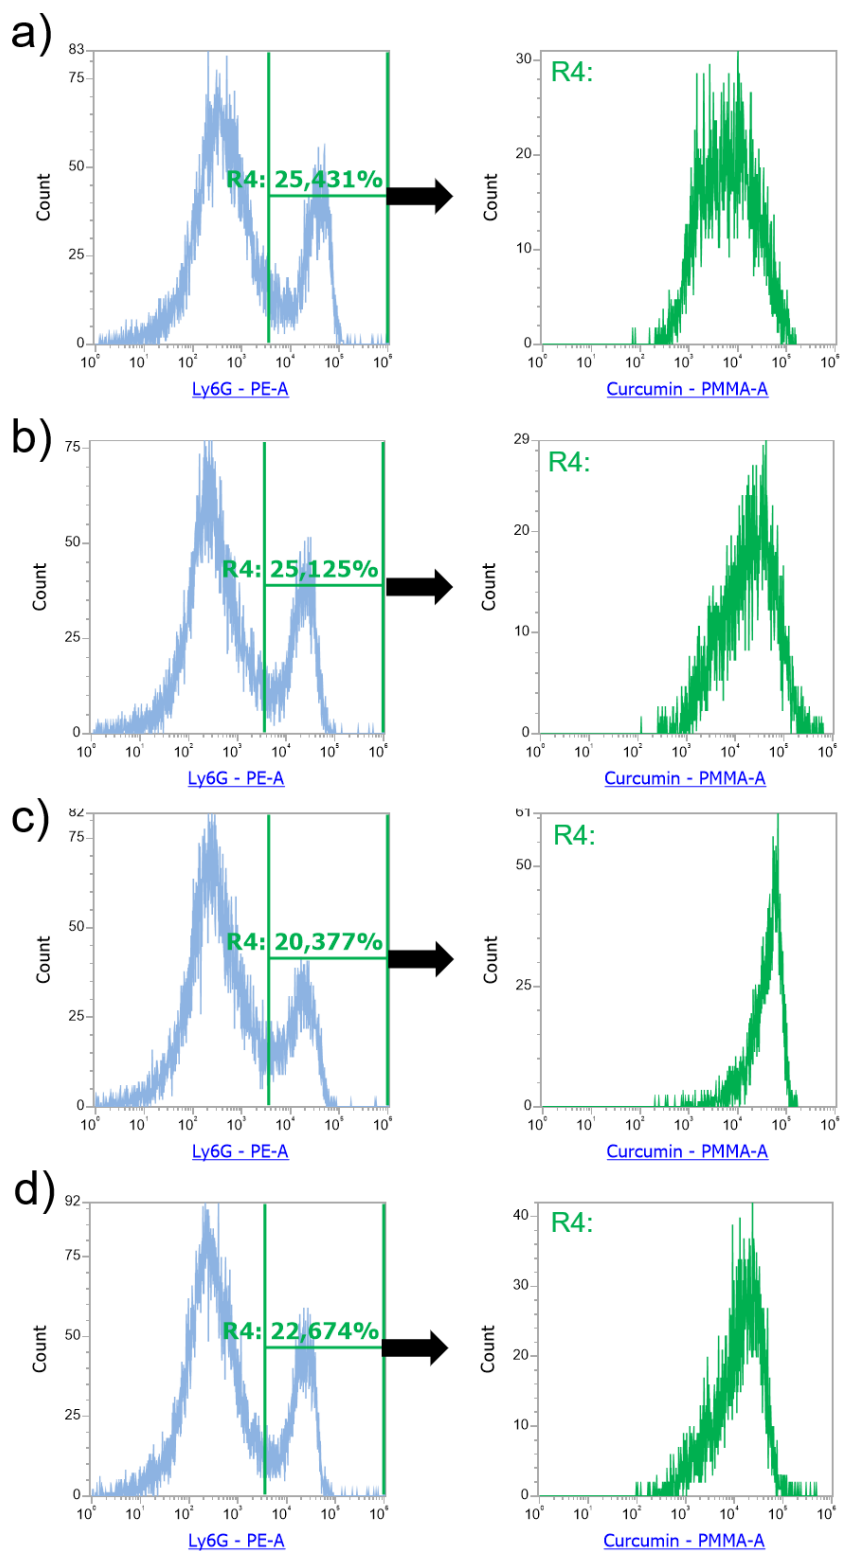 a)
83
75
50
25
0
Count
R4: 25,431%
10⁰ 10¹ 10² 10³ 10⁴ 10⁵ 10⁶
Ly6G - PE-A
R4:
30
20
10
0
Count
10⁰ 10¹ 10² 10³ 10⁴ 10⁵ 10⁶
Curcumin - PMMA-A
b)
75
50
25
0
Count
R4: 25,125%
10⁰ 10¹ 10² 10³ 10⁴ 10⁵ 10⁶
Ly6G - PE-A
R4:
29
20
10
0
Count
10⁰ 10¹ 10² 10³ 10⁴ 10⁵ 10⁶
Curcumin - PMMA-A
c)
82
75
50
25
0
Count
R4: 20,377%
10⁰ 10¹ 10² 10³ 10⁴ 10⁵ 10⁶
Ly6G - PE-A
R4:
61
50
25
0
Count
10⁰ 10¹ 10² 10³ 10⁴ 10⁵ 10⁶
Curcumin - PMMA-A
d)
92
75
50
25
0
Count
R4: 22,674%
10⁰ 10¹ 10² 10³ 10⁴ 10⁵ 10⁶
Ly6G - PE-A
R4:
40
30
20
10
0
Count
10⁰ 10¹ 10² 10³ 10⁴ 10⁵ 10⁶
Curcumin - PMMA-A